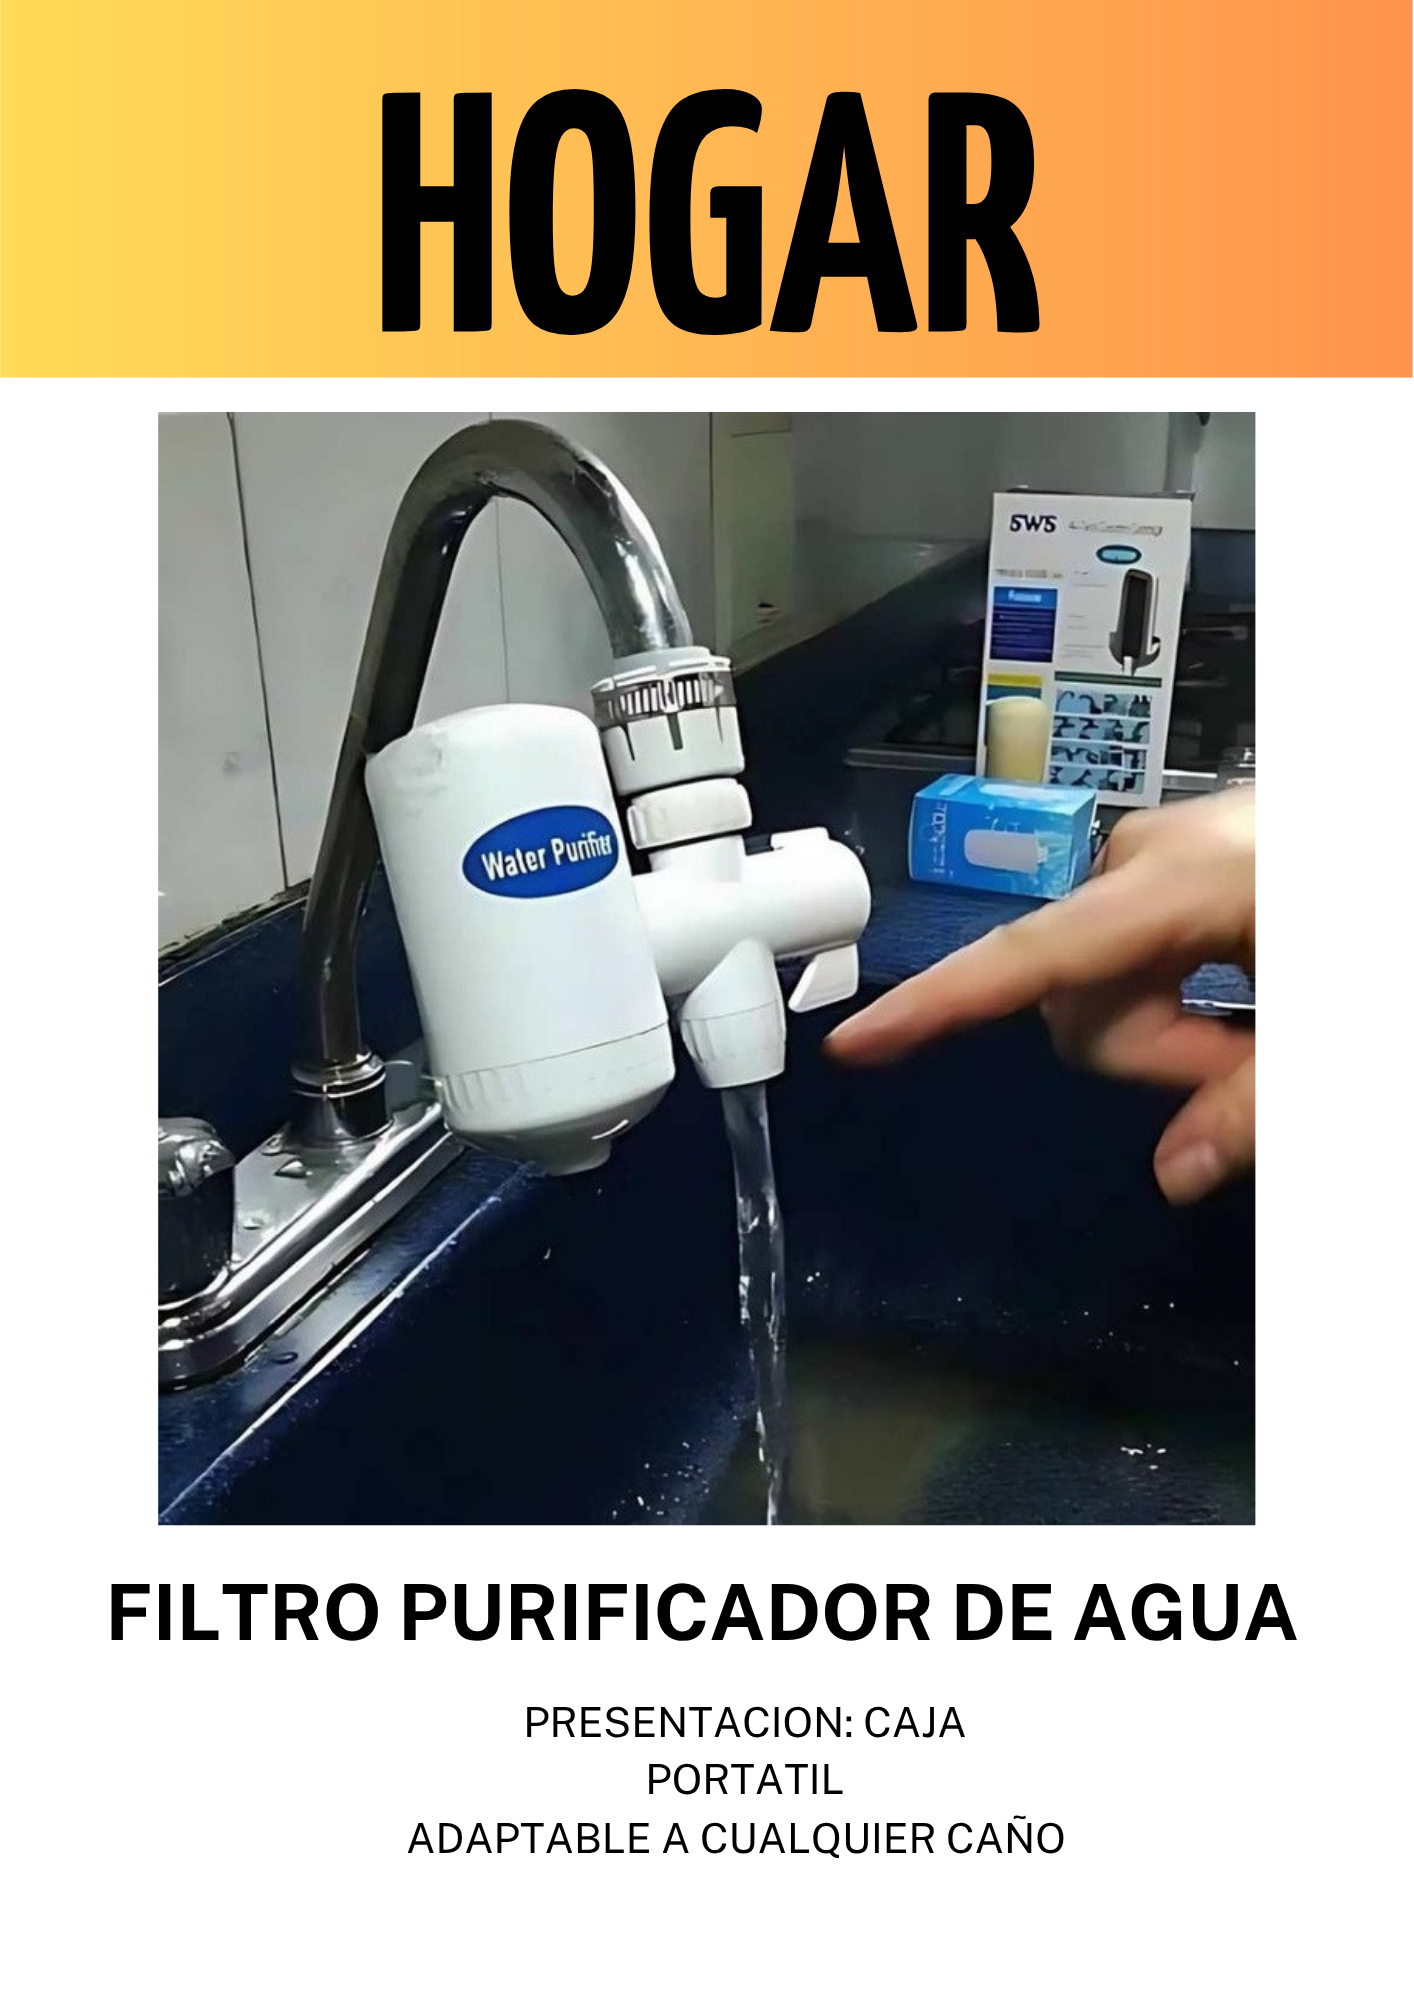 HOGAR
SWS
Water Purifier
FILTRO PURIFICADOR DE AGUA
PRESENTACION: CAJA
PORTATIL
ADAPTABLE A CUALQUIER CAÑO